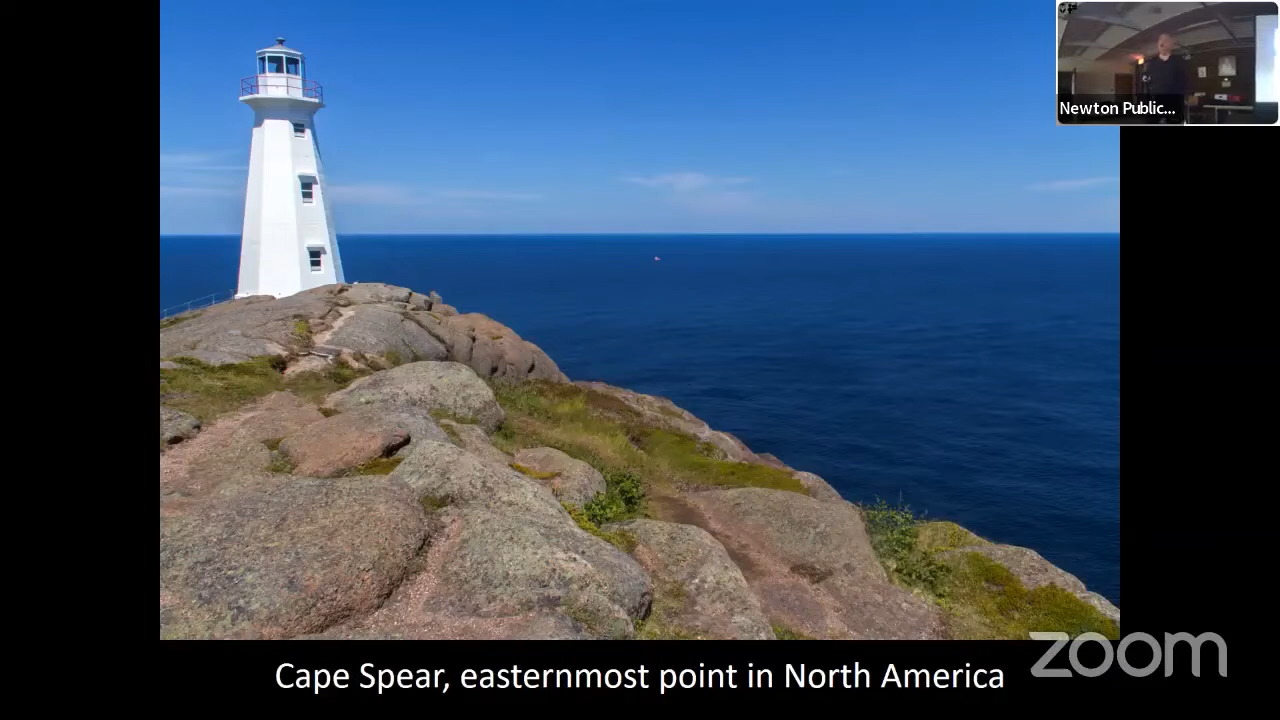 Newton Public...
Cape Spear, easternmost point in North America
zoom